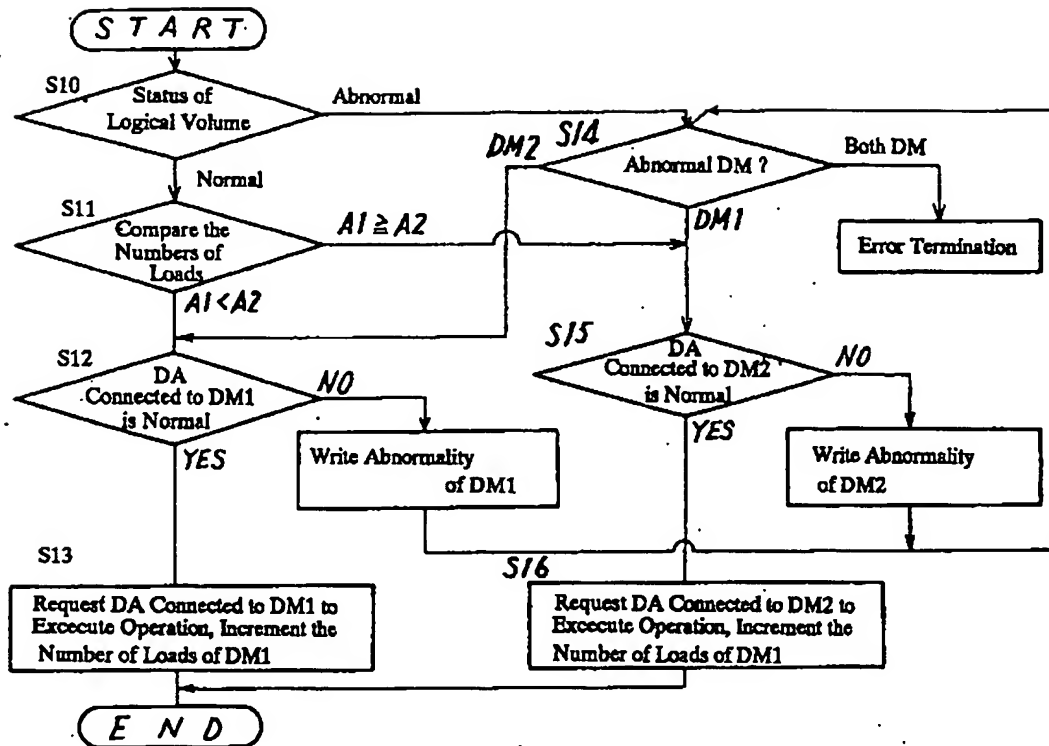 START
S10
Status of
Logical Volume
Abnormal
Normal
S11
Compare the
Numbers of
Loads
A1 ≧ A2
A1 < A2
DM2
S14
Abnormal DM ?
Both DM
Error Termination
DM1
S12
DA
Connected to DM1
is Normal
NO
YES
Write Abnormality
of DM1
S15
DA
Connected to DM2
is Normal
NO
YES
Write Abnormality
of DM2
S13
Request DA Connected to DM1 to
Excecute Operation, Increment the
Number of Loads of DM1
S16
Request DA Connected to DM2 to
Excecute Operation, Increment the
Number of Loads of DM1
END